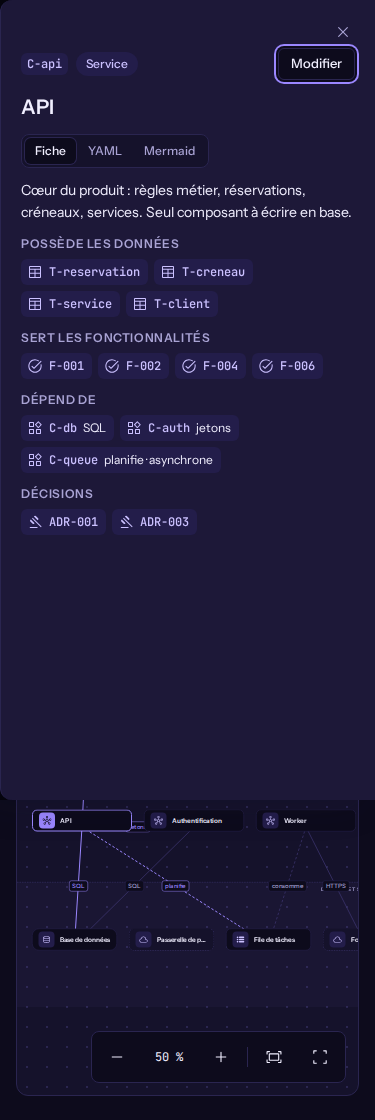 C-api Service Modifier
API
Fiche YAML Mermaid
Cœur du produit : règles métier, réservations,
créneaux, services. Seul composant à écrire en base.
POSSÈDE LES DONNÉES
T-reservation T-creneau
T-service T-client
SERT LES FONCTIONNALITÉS
F-001 F-002 F-004 F-006
DÉPEND DE
C-db SQL C-auth jetons
C-queue planifie · asynchrone
DÉCISIONS
ADR-001 ADR-003
API Authentification Worker
SQL SQL planifie consomme HTTPS
Base de données Passerelle de p… File de tâches Fo
50 %